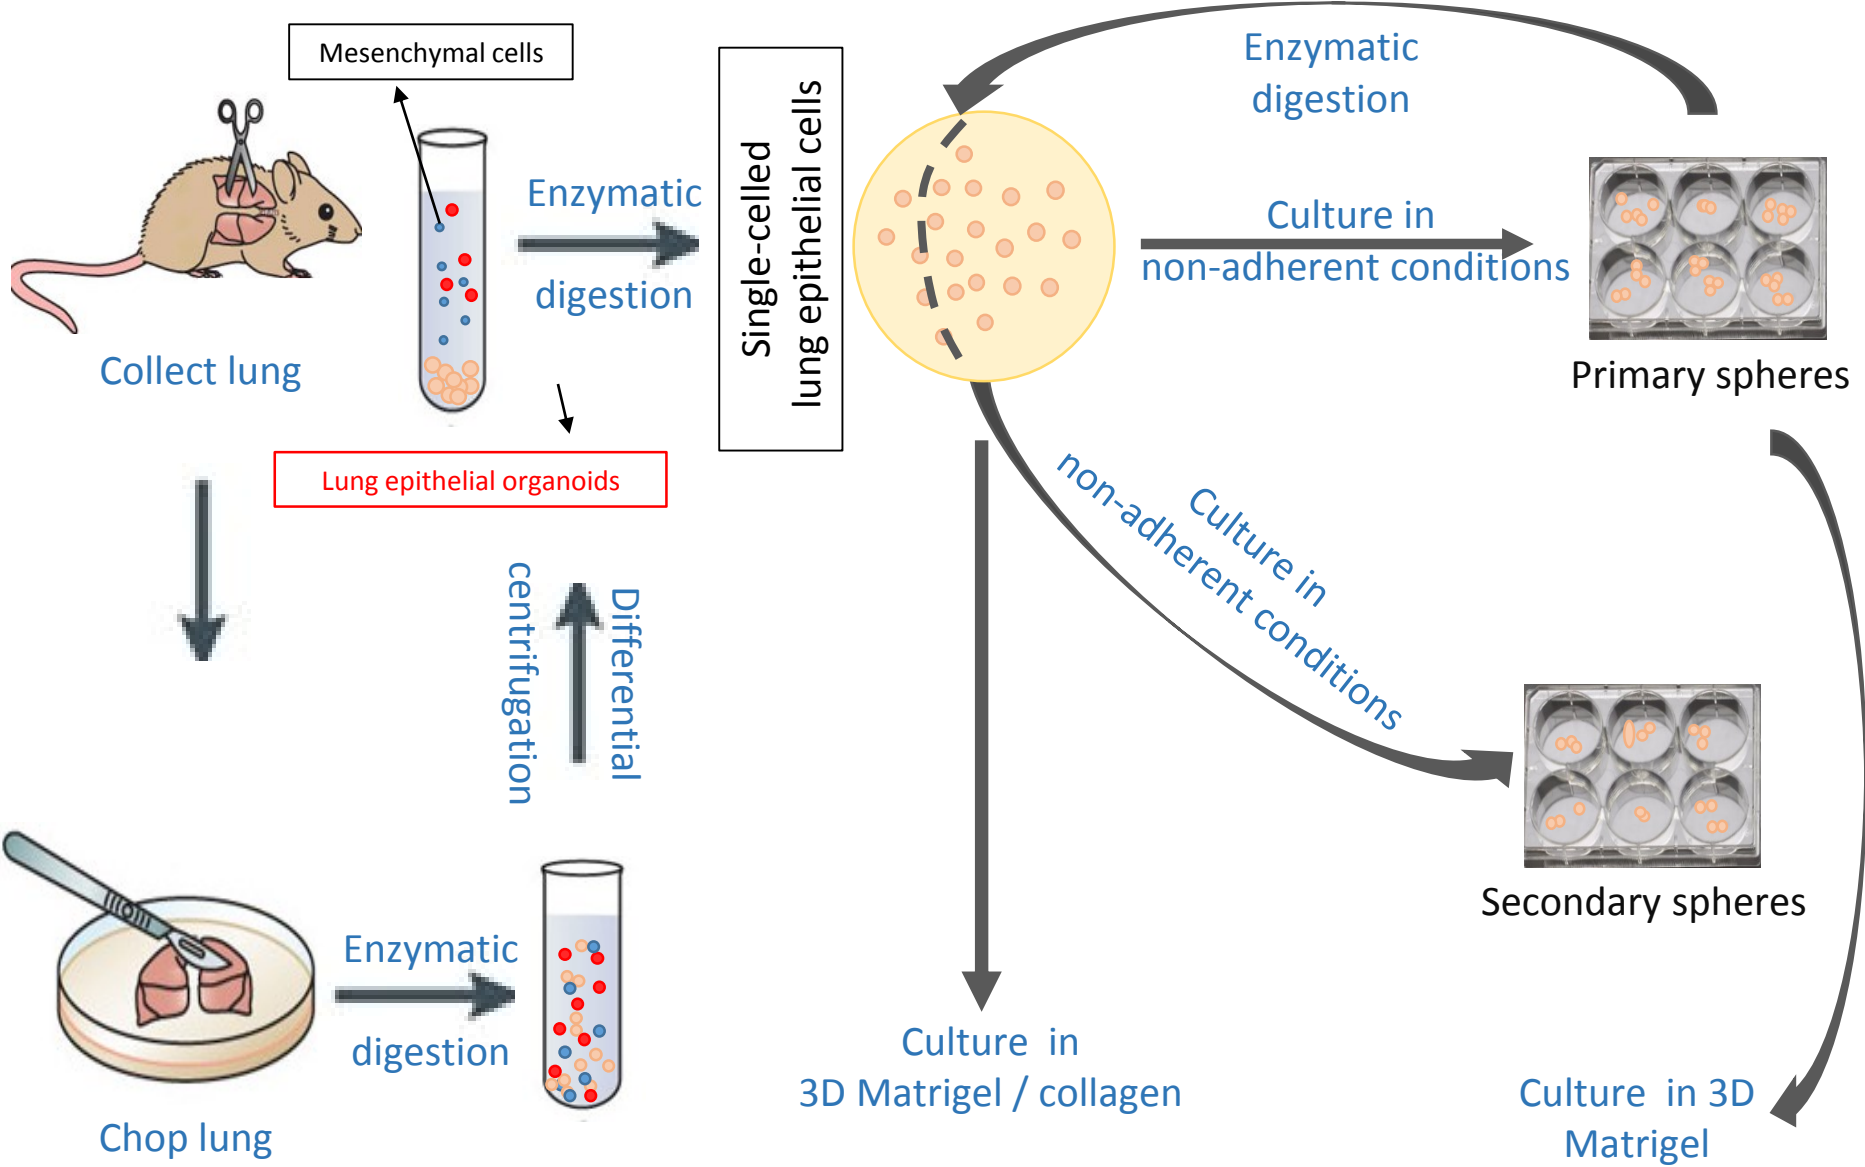 Mesenchymal cells
Collect lung
Enzymatic
digestion
Lung epithelial organoids
Single-celled
lung epithelial cells
Enzymatic
digestion
Culture in
non-adherent conditions
Primary spheres
Culture in
non-adherent conditions
Secondary spheres
Differential
centrifugation
Chop lung
Enzymatic
digestion
Culture in
3D Matrigel / collagen
Culture in 3D
Matrigel